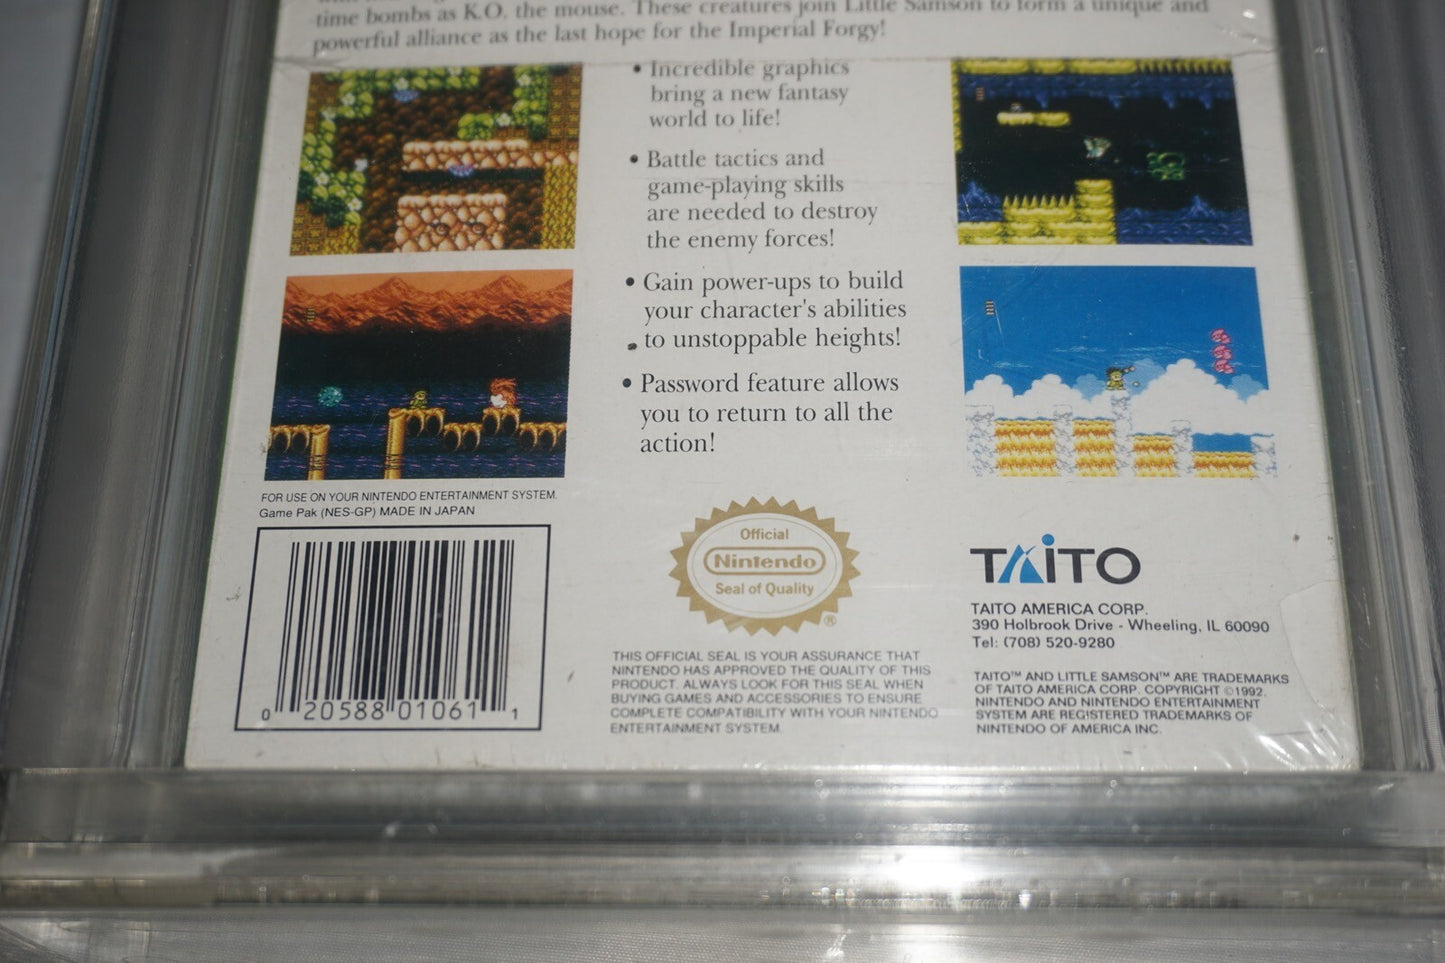 time bombs as K.O. the mouse. These creatures join Little Samson to form a unique and
powerful alliance as the last hope for the Imperial Forgy!
• Incredible graphics
bring a new fantasy
world to life!
• Battle tactics and
game-playing skills
are needed to destroy
the enemy forces!
• Gain power-ups to build
your character's abilities
to unstoppable heights!
• Password feature allows
you to return to all the
action!
FOR USE ON YOUR NINTENDO ENTERTAINMENT SYSTEM.
Game Pak (NES-GP) MADE IN JAPAN
0 20588 01061 1
Official
Nintendo
Seal of Quality
®
THIS OFFICIAL SEAL IS YOUR ASSURANCE THAT
NINTENDO HAS APPROVED THE QUALITY OF THIS
PRODUCT. ALWAYS LOOK FOR THIS SEAL WHEN
BUYING GAMES AND ACCESSORIES TO ENSURE
COMPLETE COMPATIBILITY WITH YOUR NINTENDO
ENTERTAINMENT SYSTEM.
TAITO
TAITO AMERICA CORP.
390 Holbrook Drive - Wheeling, IL 60090
Tel: (708) 520-9280
TAITO™ AND LITTLE SAMSON™ ARE TRADEMARKS
OF TAITO AMERICA CORP. COPYRIGHT ©1992.
NINTENDO AND NINTENDO ENTERTAINMENT
SYSTEM ARE REGISTERED TRADEMARKS OF
NINTENDO OF AMERICA INC.